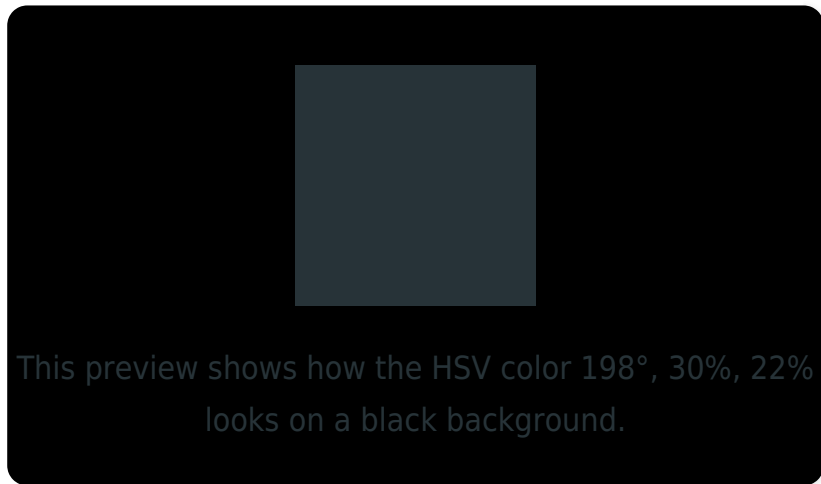 This preview shows how the HSV color 198°, 30%, 22%
looks on a black background.